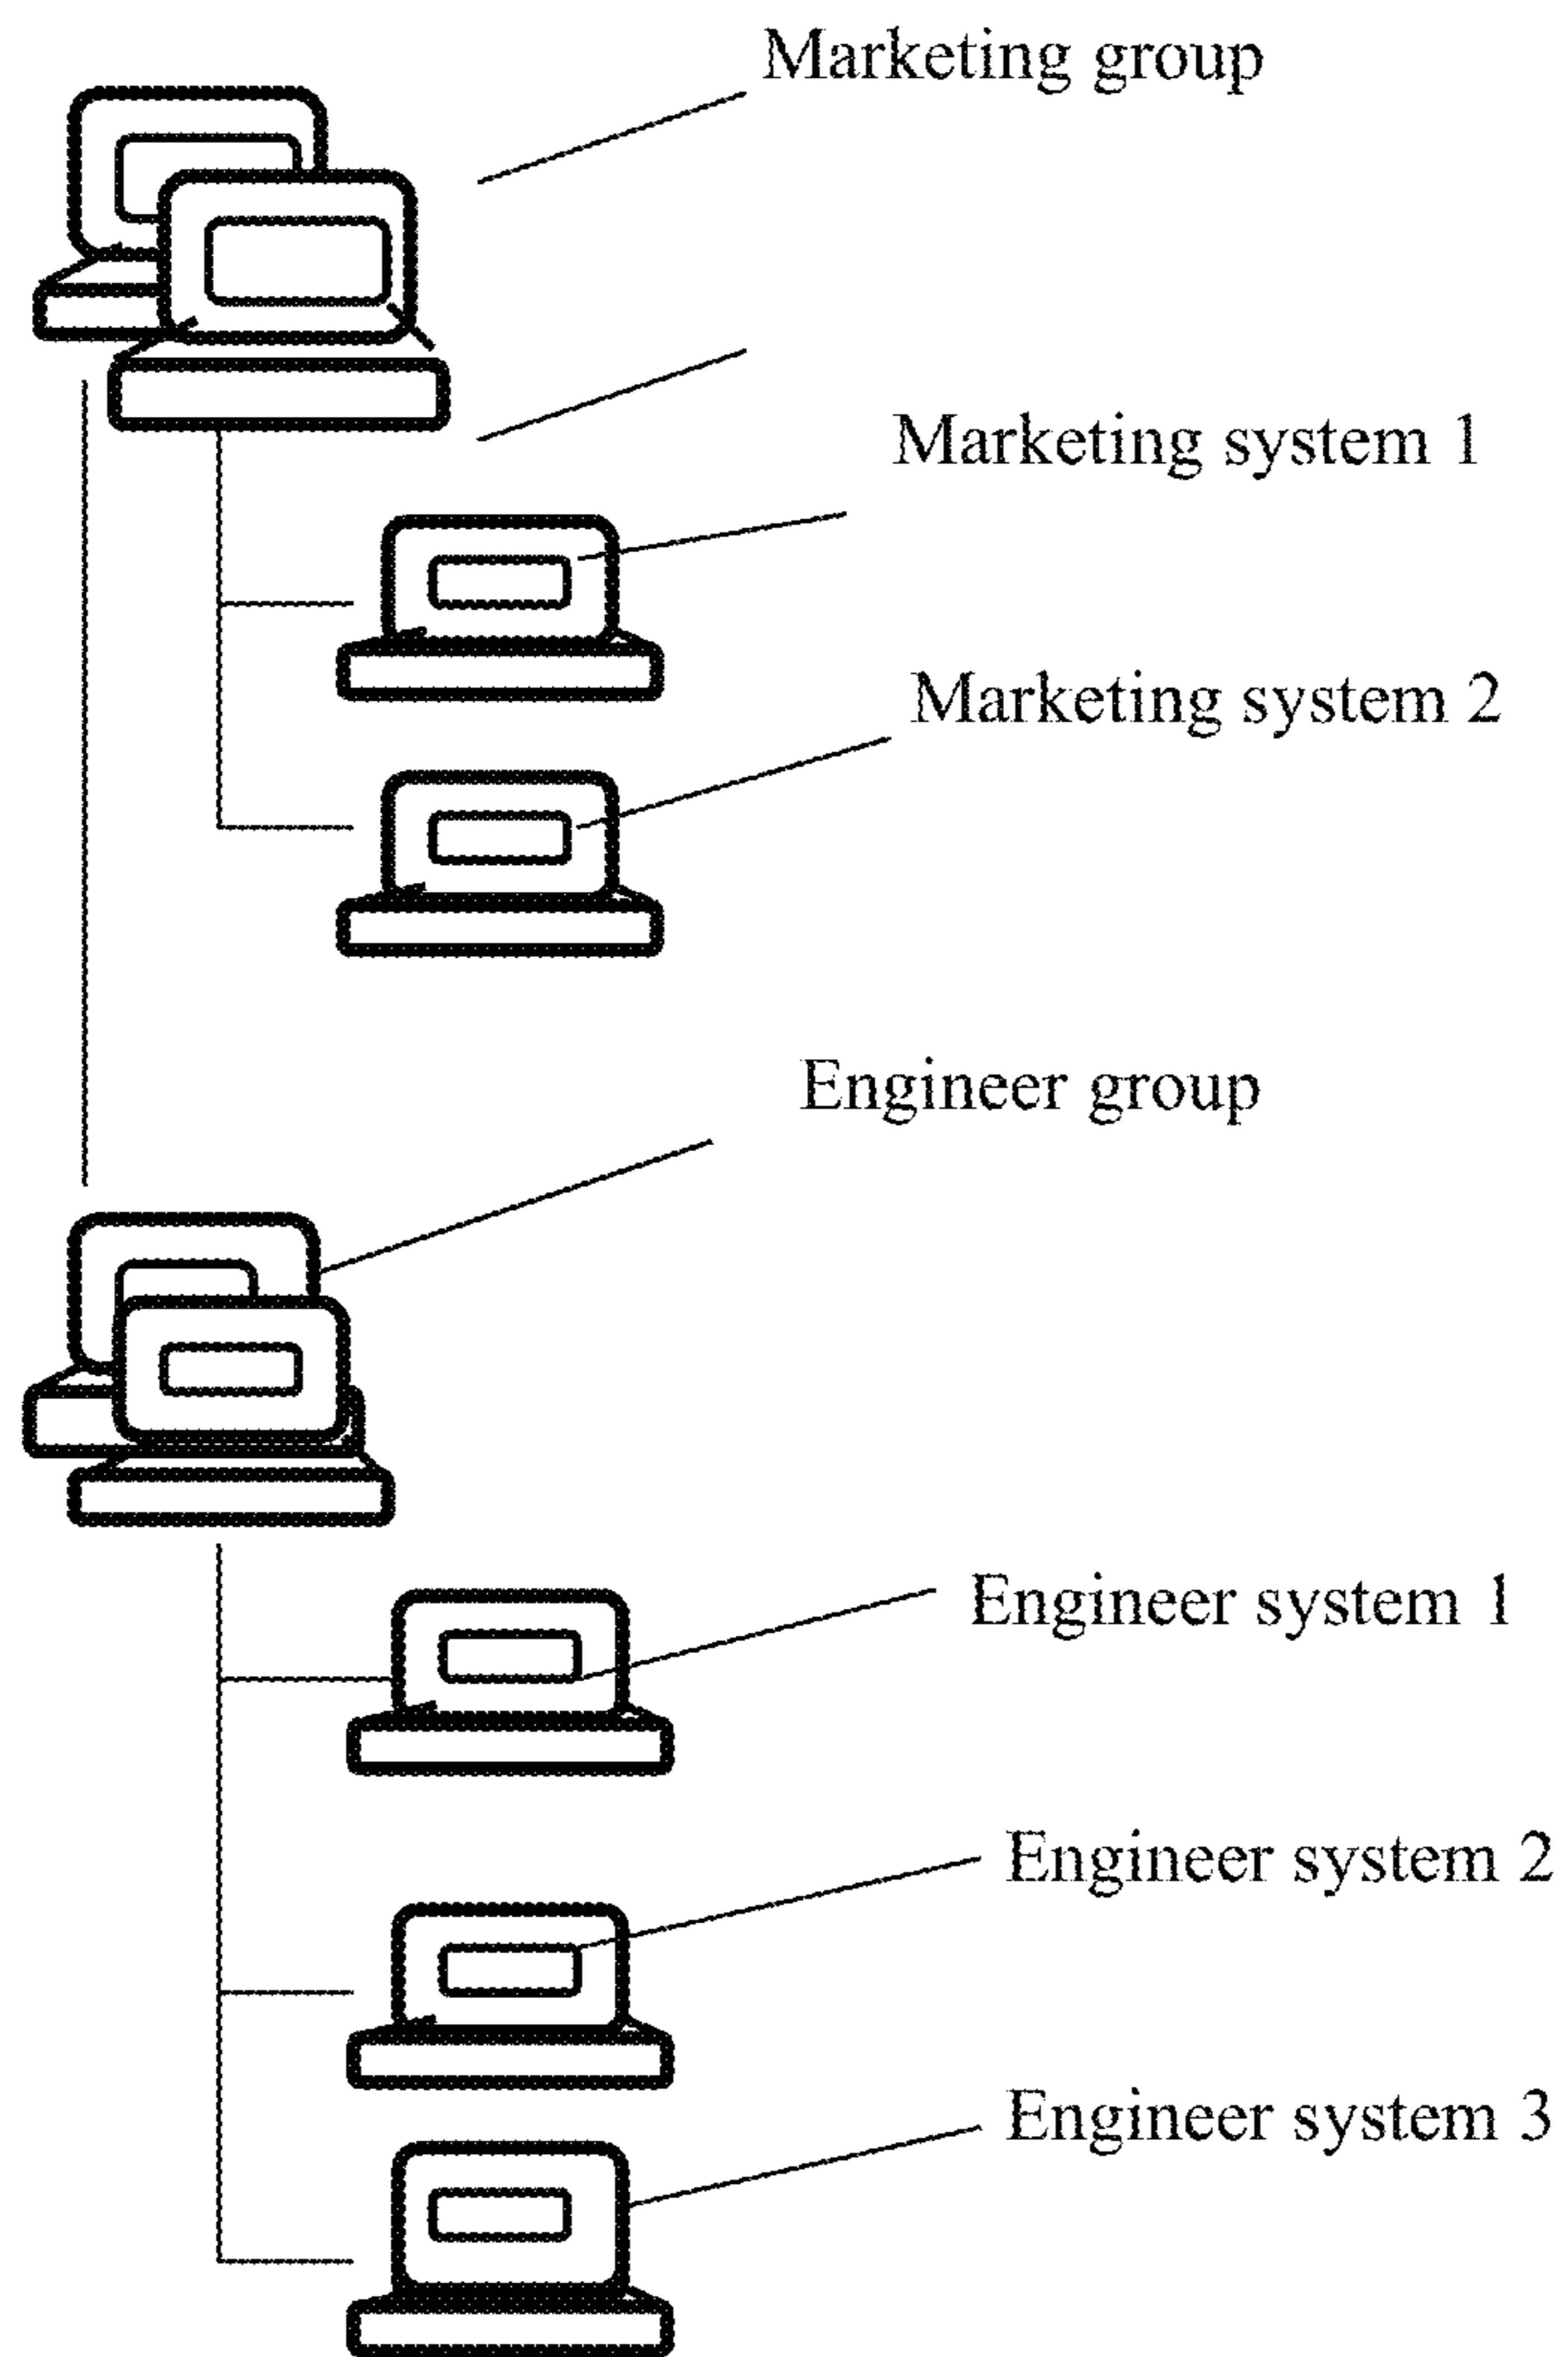 Marketing group
Marketing system 1
Marketing system 2
Engineer group
Engineer system 1
Engineer system 2
Engineer system 3